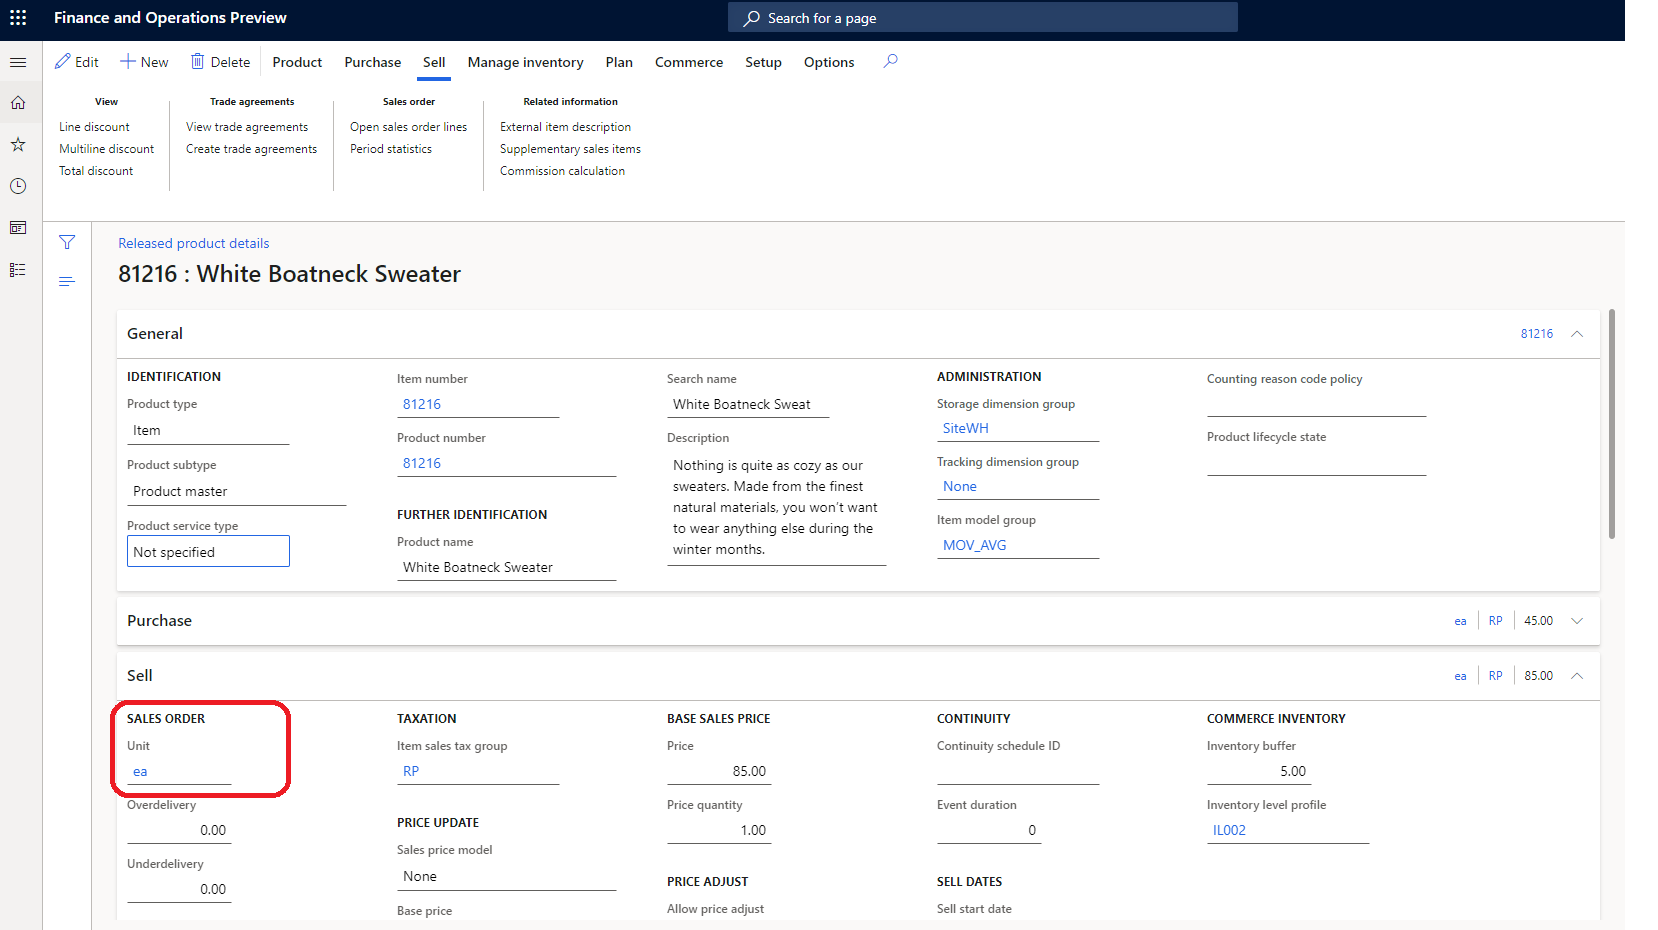 Finance and Operations Preview
Search for a page
Edit
New
Delete
Product
Purchase
Sell
Manage inventory
Plan
Commerce
Setup
Options
View
Line discount
Multiline discount
Total discount
Trade agreements
View trade agreements
Create trade agreements
Sales order
Open sales order lines
Period statistics
Related information
External item description
Supplementary sales items
Commission calculation
Released product details
81216 : White Boatneck Sweater
General
81216
IDENTIFICATION
Product type
Item
Product subtype
Product master
Product service type
Not specified
Item number
81216
Product number
81216
FURTHER IDENTIFICATION
Product name
White Boatneck Sweater
Search name
White Boatneck Sweat
Description
Nothing is quite as cozy as our
sweaters. Made from the finest
natural materials, you won't want
to wear anything else during the
winter months.
ADMINISTRATION
Storage dimension group
SiteWH
Tracking dimension group
None
Item model group
MOV_AVG
Counting reason code policy
Product lifecycle state
Purchase
ea
RP
45.00
Sell
ea
RP
85.00
SALES ORDER
Unit
ea
Overdelivery
0.00
Underdelivery
0.00
TAXATION
Item sales tax group
RP
PRICE UPDATE
Sales price model
None
Base price
BASE SALES PRICE
Price
85.00
Price quantity
1.00
PRICE ADJUST
Allow price adjust
CONTINUITY
Continuity schedule ID
Event duration
0
SELL DATES
Sell start date
COMMERCE INVENTORY
Inventory buffer
5.00
Inventory level profile
IL002